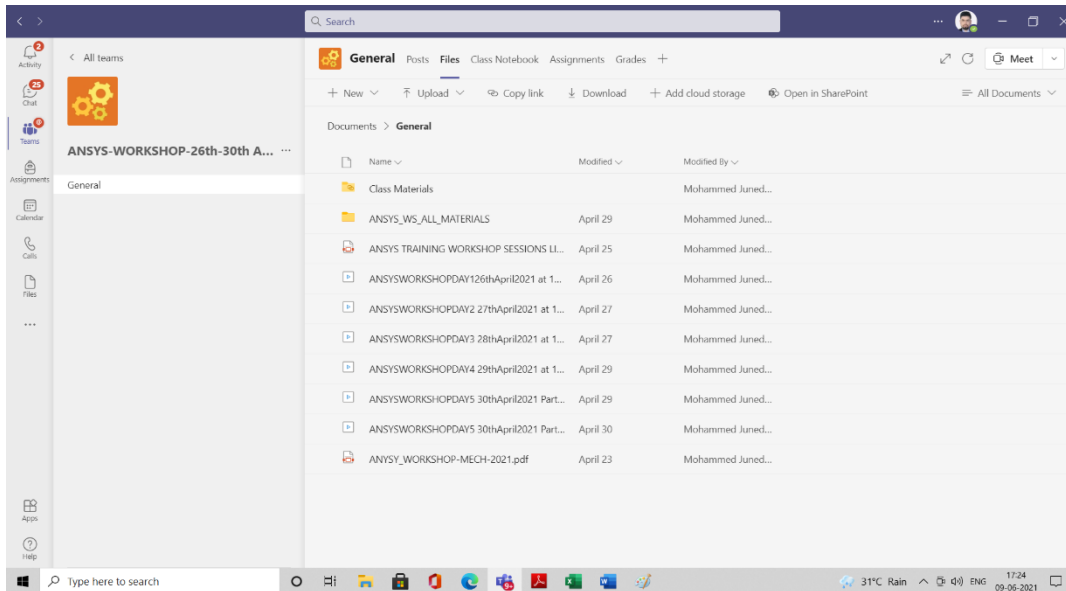 Search
2
Activity
25
Chat
Teams
Assignments
Calendar
Calls
Files
Apps
Help
All teams
ANSYS-WORKSHOP-26th-30th A...
General
General Posts Files Class Notebook Assignments Grades
Meet
New Upload Copy link Download Add cloud storage Open in SharePoint All Documents
Documents > General
Name Modified Modified By
Class Materials Mohammed Juned...
ANSYS_WS_ALL_MATERIALS April 29 Mohammed Juned...
ANSYS TRAINING WORKSHOP SESSIONS LI... April 25 Mohammed Juned...
ANSYSWORKSHOPDAY126thApril2021 at 1... April 26 Mohammed Juned...
ANSYSWORKSHOPDAY2 27thApril2021 at 1... April 27 Mohammed Juned...
ANSYSWORKSHOPDAY3 28thApril2021 at 1... April 27 Mohammed Juned...
ANSYSWORKSHOPDAY4 29thApril2021 at 1... April 29 Mohammed Juned...
ANSYSWORKSHOPDAY5 30thApril2021 Part... April 29 Mohammed Juned...
ANSYSWORKSHOPDAY5 30thApril2021 Part... April 30 Mohammed Juned...
ANYSY_WORKSHOP-MECH-2021.pdf April 23 Mohammed Juned...
Type here to search
31°C Rain ENG 17:24
09-06-2021